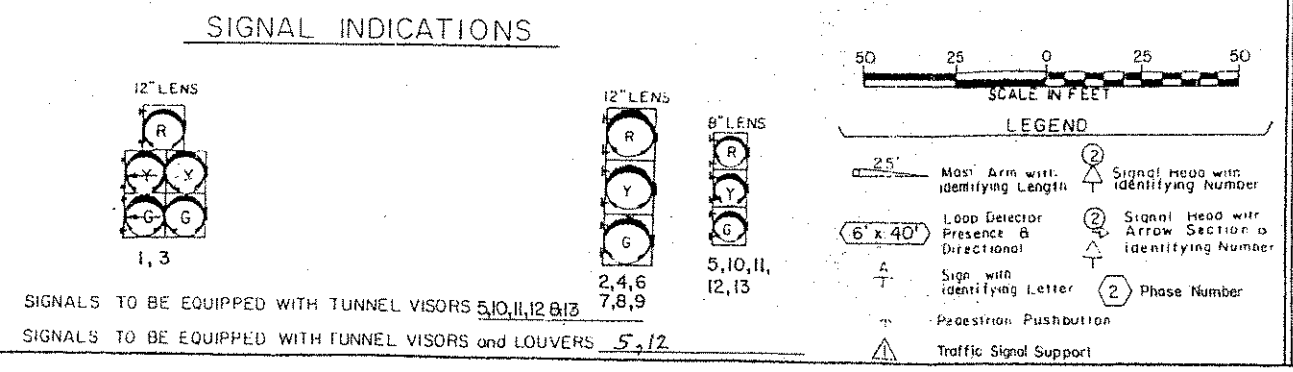 SIGNAL INDICATIONS
12" LENS
R
Y Y
G G
1, 3
12" LENS
R
Y
G
2,4,6
7,8,9
8" LENS
R
Y
G
5,10,11,
12,13
SIGNALS TO BE EQUIPPED WITH TUNNEL VISORS 5,10,11,12 &13
SIGNALS TO BE EQUIPPED WITH TUNNEL VISORS and LOUVERS 5,12
50 25 0 25 50
SCALE IN FEET
LEGEND
25'
Mast Arm with
identifying Length
2
Signal Head with
identifying Number
6' x 40'
Loop Detector
Presence &
Directional
2
Signal Head with
Arrow Section &
identifying Number
A
Sign with
identifying Letter
2
Phase Number
Pedestrian Pushbutton
1
Traffic Signal Support